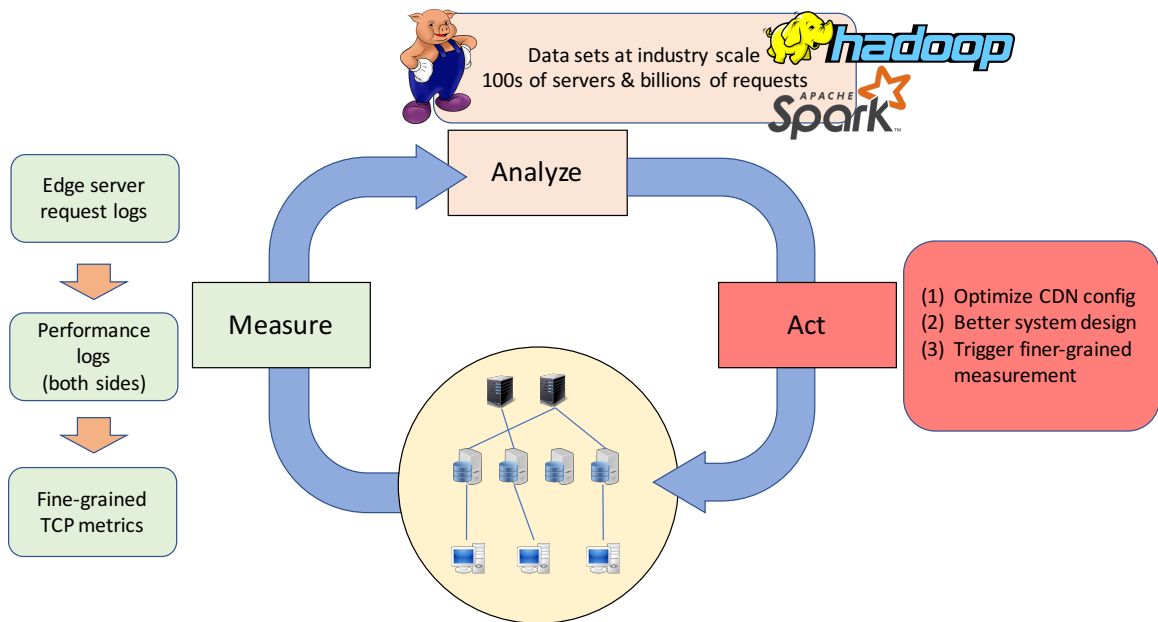 Data sets at industry scale
100s of servers & billions of requests
hadoop
APACHE
Spark™
Analyze
Edge server
request logs
Measure
Performance
logs
(both sides)
Fine-grained
TCP metrics
Act
(1) Optimize CDN config
(2) Better system design
(3) Trigger finer-grained
measurement